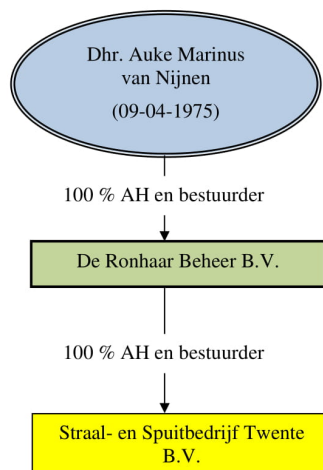 Dhr. Auke Marinus
van Nijnen
(09-04-1975)
100 % AH en bestuurder
De Ronhaar Beheer B.V.
100 % AH en bestuurder
Straal- en Spuitbedrijf Twente
B.V.